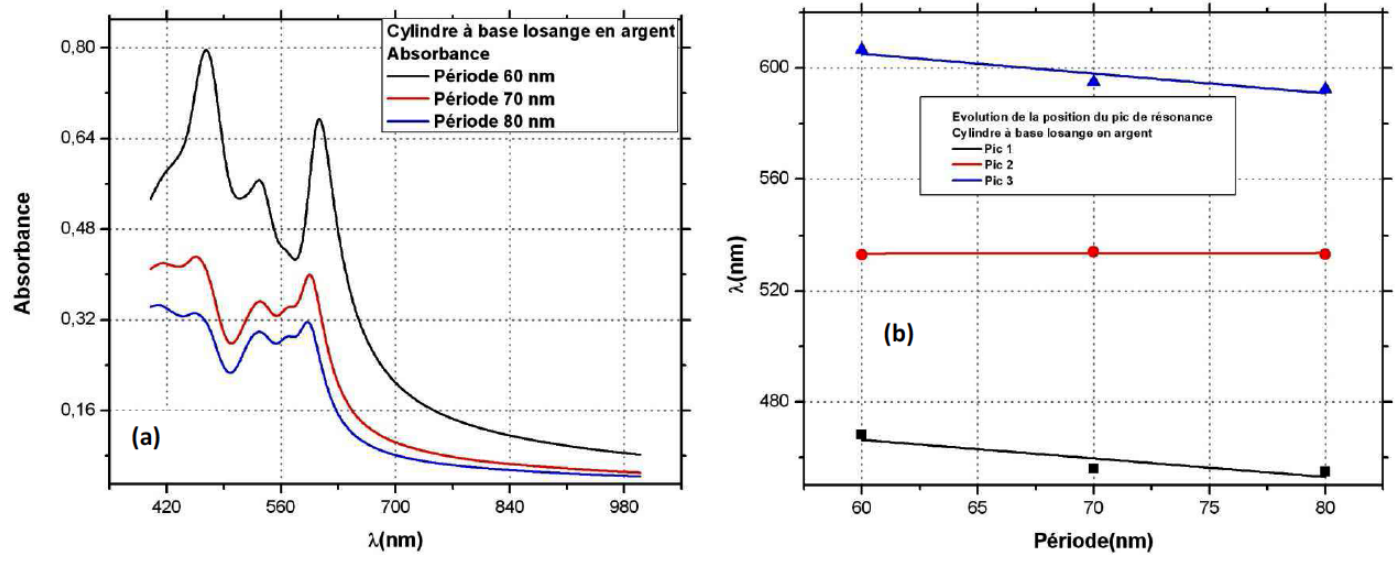 Cylindre à base losange en argent
Absorbance
Période 60 nm
Période 70 nm
Période 80 nm
0,80
0,64
0,48
0,32
0,16
Absorbance
(a)
420
560
700
840
980
λ(nm)
600
560
520
480
λ(nm)
Evolution de la position du pic de résonance
Cylindre à base losange en argent
Pic 1
Pic 2
Pic 3
(b)
60
65
70
75
80
Période(nm)